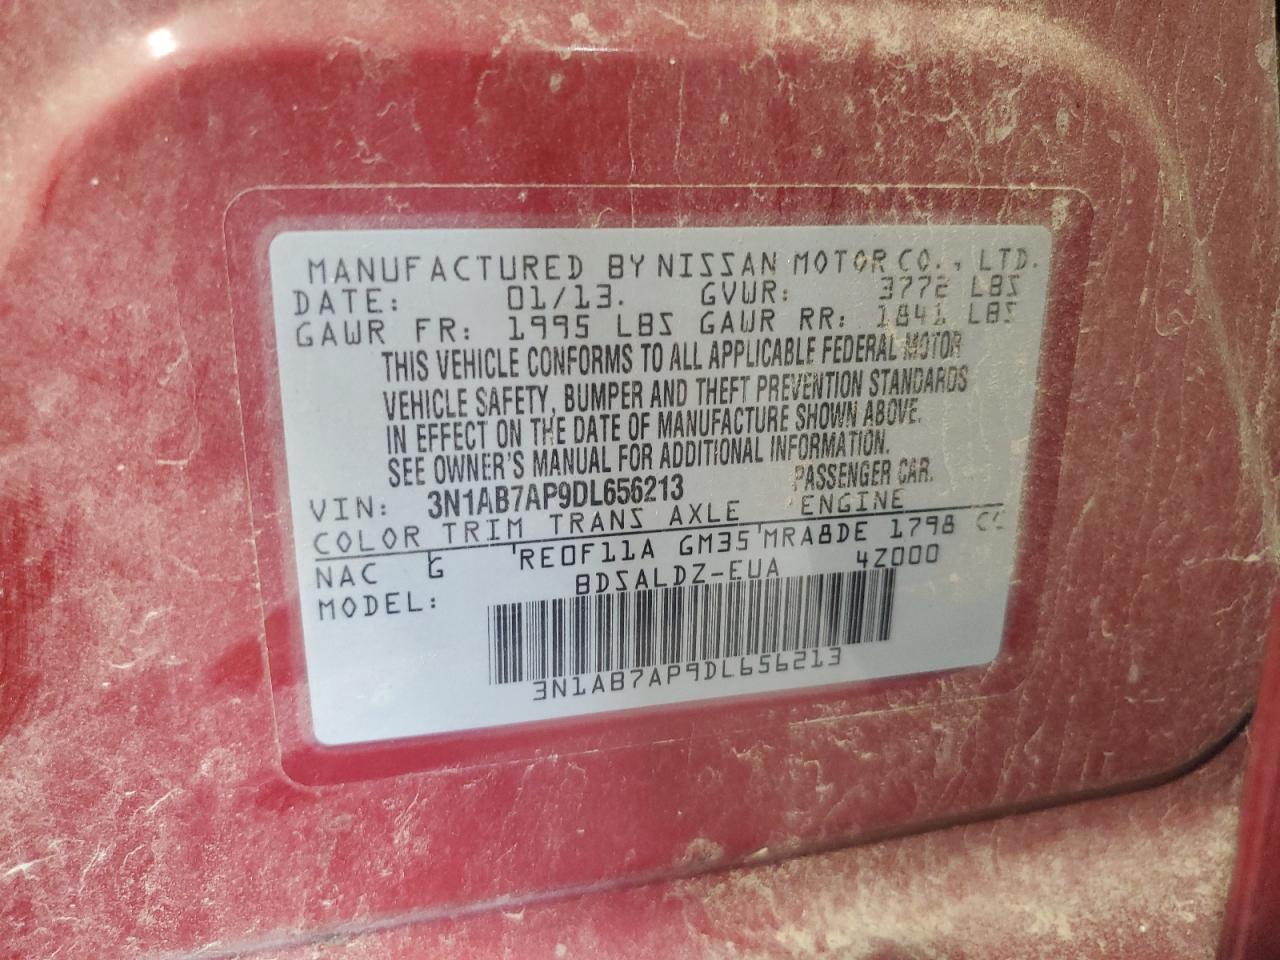 MANUFACTURED BY NISSAN MOTOR CO., LTD.
DATE: 01/13. GVWR: 3772 LBS
GAWR FR: 1995 LBS GAWR RR: 1841 LBS
THIS VEHICLE CONFORMS TO ALL APPLICABLE FEDERAL MOTOR
VEHICLE SAFETY, BUMPER AND THEFT PREVENTION STANDARDS
IN EFFECT ON THE DATE OF MANUFACTURE SHOWN ABOVE.
SEE OWNER'S MANUAL FOR ADDITIONAL INFORMATION.
VIN: 3N1AB7AP9DL656213 PASSENGER CAR.
COLOR TRIM TRANS AXLE ENGINE
NAC G RE0F11A GM35 MRA8DE 1798 CC
MODEL: BDSALDZ-EUA 4Z000
3N1AB7AP9DL656213